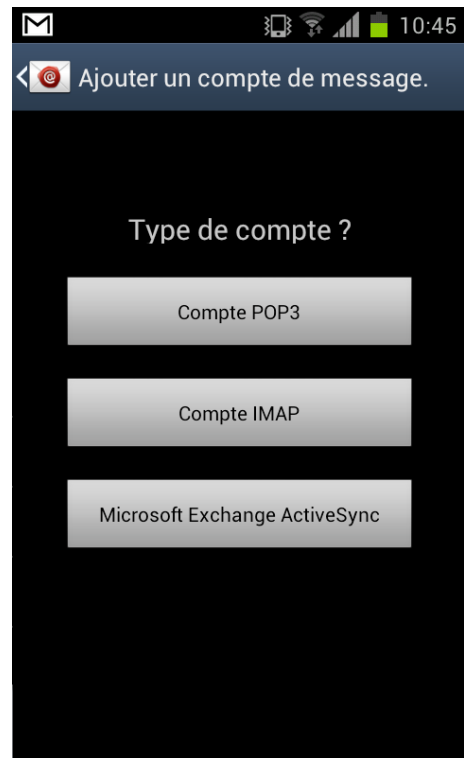 10:45
Ajouter un compte de message.
Type de compte ?
Compte POP3
Compte IMAP
Microsoft Exchange ActiveSync